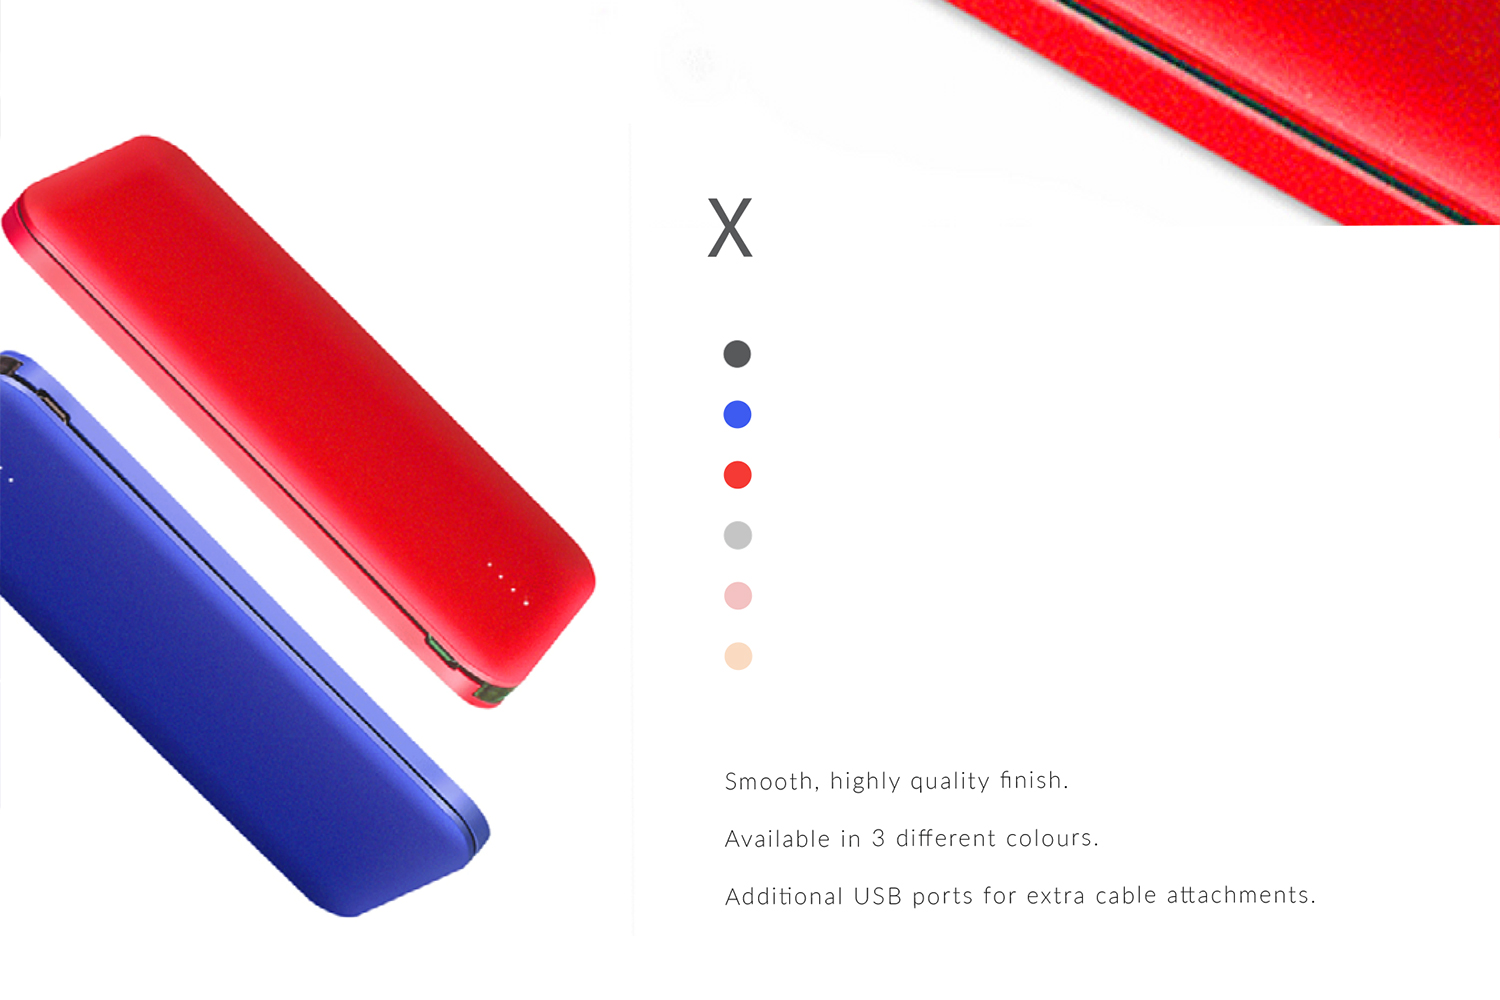 X
Smooth, highly quality finish.
Available in 3 different colours.
Additional USB ports for extra cable attachments.